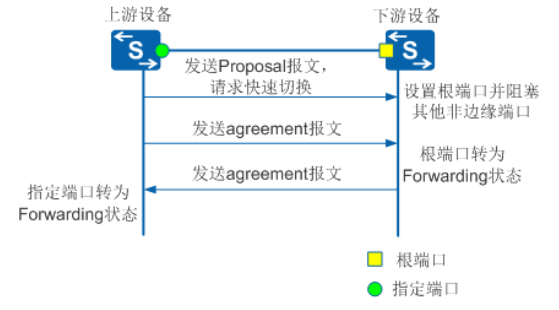 上游设备
下游设备
S
S
发送Proposal报文，
请求快速切换
设置根端口并阻塞
其他非边缘端口
发送agreement报文
根端口转为
Forwarding状态
发送agreement报文
指定端口转为
Forwarding状态
根端口
指定端口